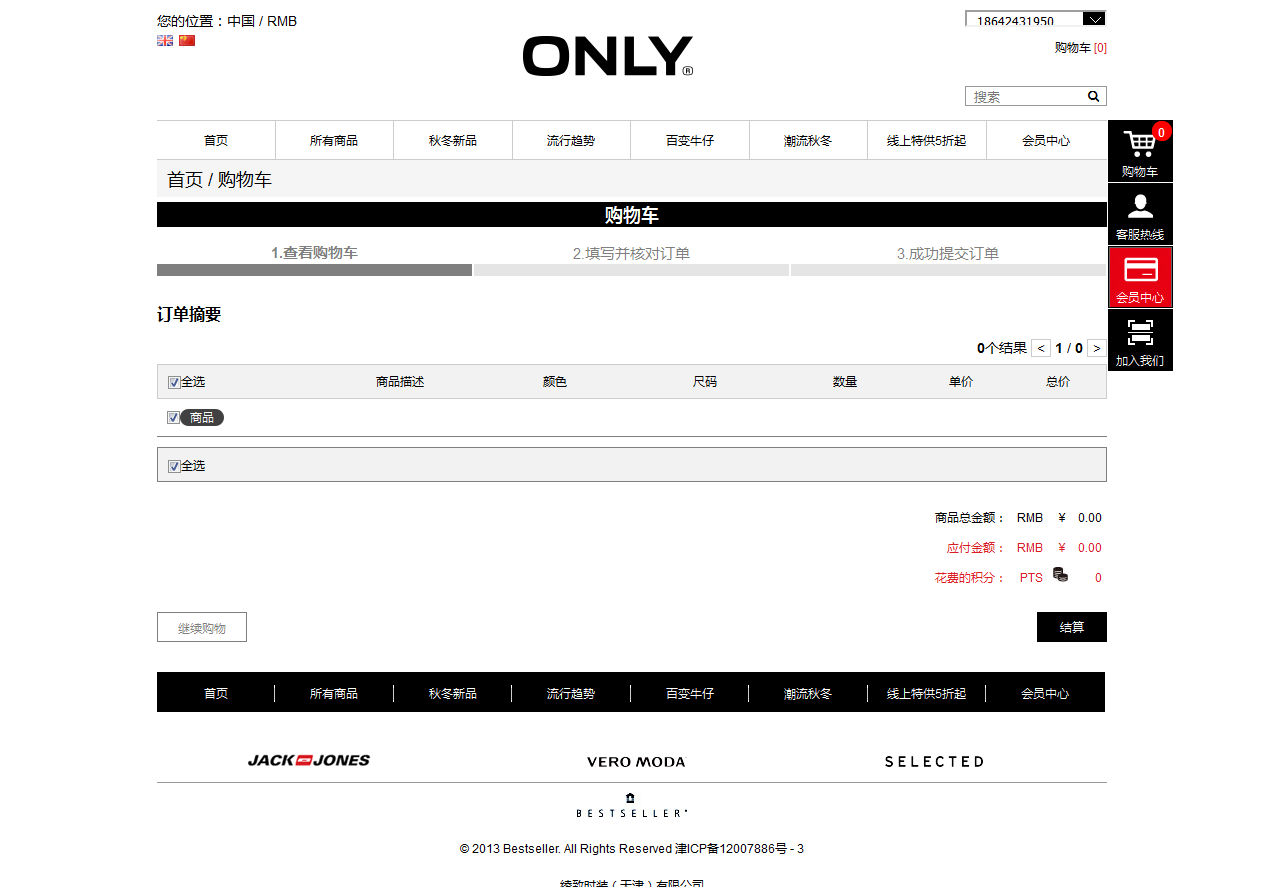 您的位置：中国 / RMB
18642431950
购物车 [0]
ONLY®
搜索
首页 所有商品 秋冬新品 流行趋势 百变牛仔 潮流秋冬 线上特供5折起 会员中心
0
购物车
客服热线
会员中心
加入我们
首页 / 购物车
购物车
1.查看购物车 2.填写并核对订单 3.成功提交订单
订单摘要
0个结果 < 1 / 0 >
全选 商品描述 颜色 尺码 数量 单价 总价
商品
全选
商品总金额： RMB ¥ 0.00
应付金额： RMB ¥ 0.00
花费的积分： PTS 0
继续购物 结算
首页 所有商品 秋冬新品 流行趋势 百变牛仔 潮流秋冬 线上特供5折起 会员中心
JACK JONES VERO MODA SELECTED
BESTSELLER
© 2013 Bestseller. All Rights Reserved 津ICP备12007886号 - 3
绫致时装（天津）有限公司